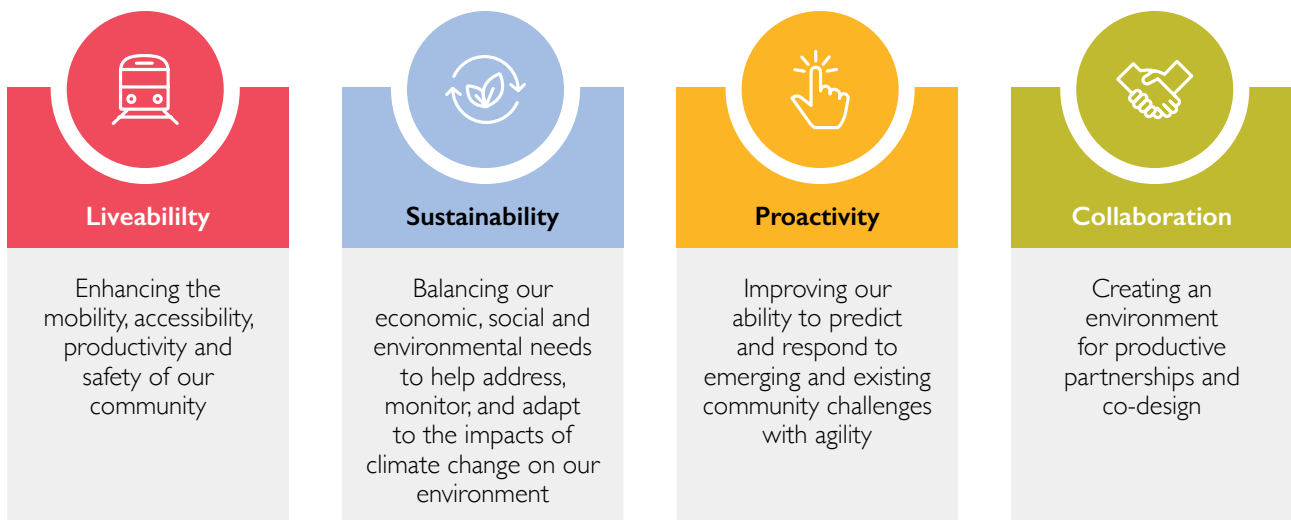 Liveabililty
Enhancing the
mobility, accessibility,
productivity and
safety of our
community
Sustainability
Balancing our
economic, social and
environmental needs
to help address,
monitor, and adapt
to the impacts of
climate change on our
environment
Proactivity
Improving our
ability to predict
and respond to
emerging and existing
community challenges
with agility
Collaboration
Creating an
environment
for productive
partnerships and
co-design